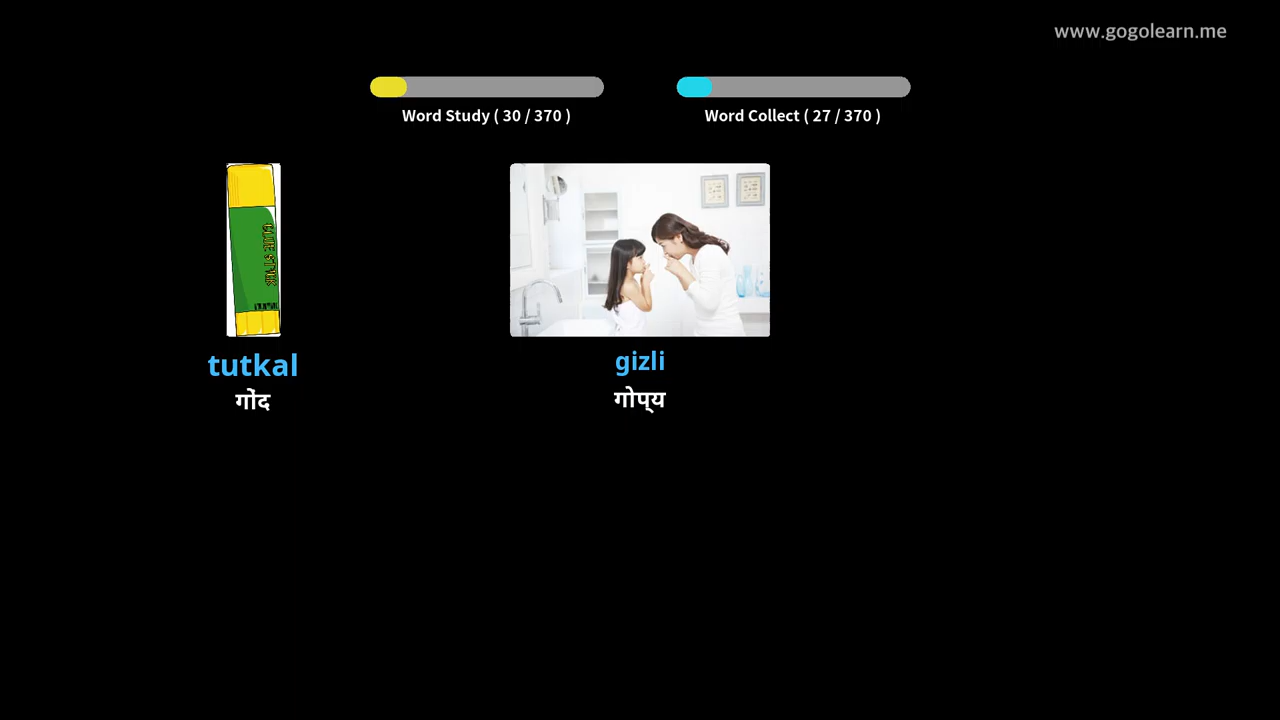 www.gogolearn.me
Word Study ( 30 / 370 )
Word Collect ( 27 / 370 )
tutkal
गोंद
gizli
गोप्य